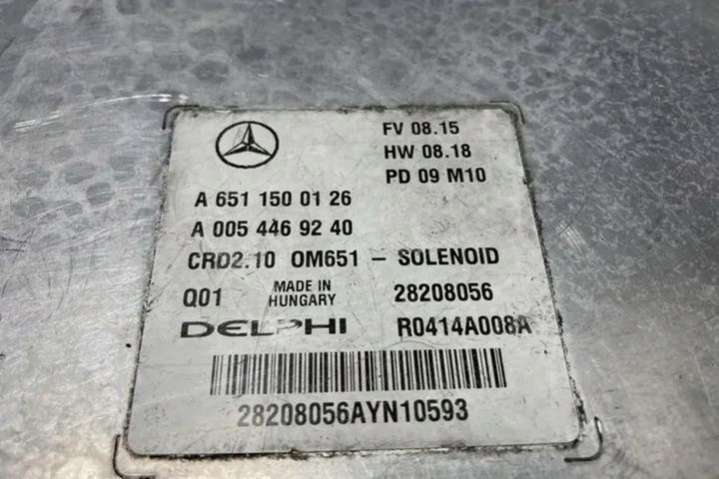 FV 08.15
HW 08.18
PD 09 M10
A 651 150 01 26
A 005 446 92 40
CRD2.10 OM651 - SOLENOID
Q01 MADE IN HUNGARY 28208056
DELPHI R0414A008A
28208056AYN10593